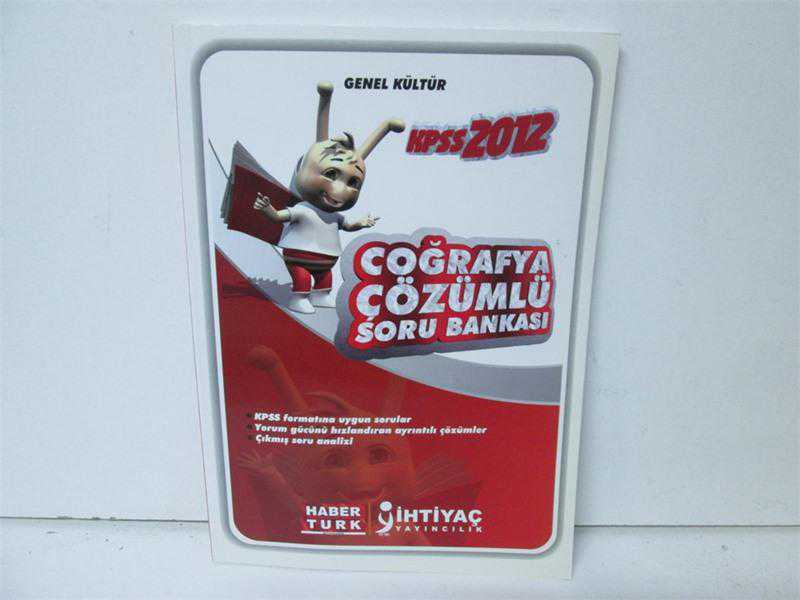 GENEL KÜLTÜR
KPSS 2012
COĞRAFYA
ÇÖZÜMLÜ
SORU BANKASI
• KPSS formatına uygun sorular
• Yorum gücünü hızlandıran ayrıntılı çözümler
• Çıkmış soru analizi
HABER
TURK
İHTİYAÇ
YAYINCILIK